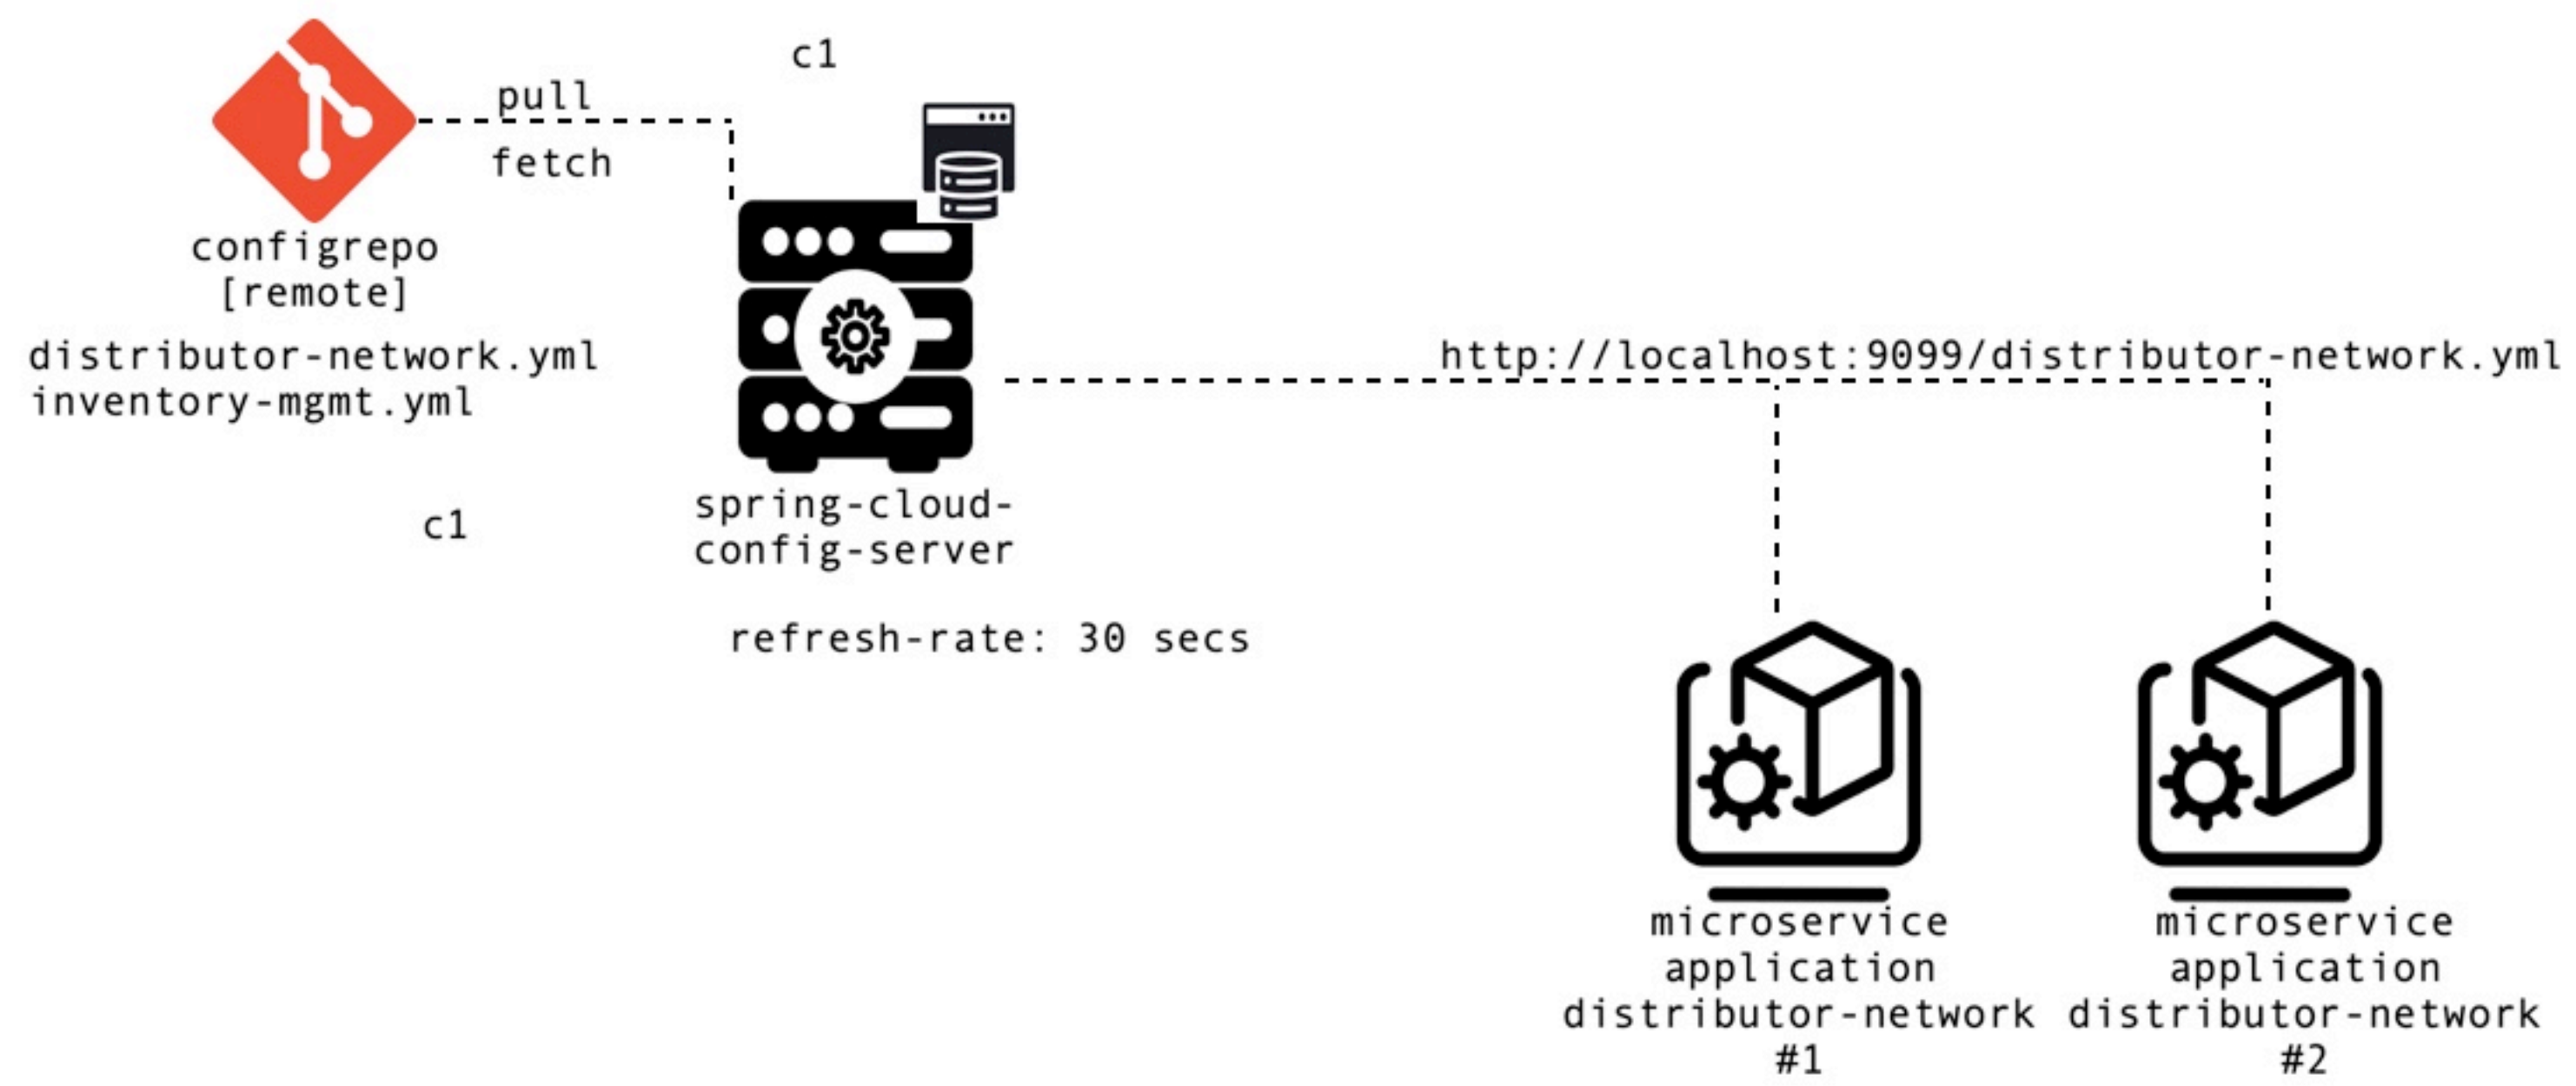 c1
pull
fetch
configrepo
[remote]
distributor-network.yml
inventory-mgmt.yml
c1
spring-cloud-
config-server
refresh-rate: 30 secs
http://localhost:9099/distributor-network.yml
microservice
application
distributor-network
#1
microservice
application
distributor-network
#2